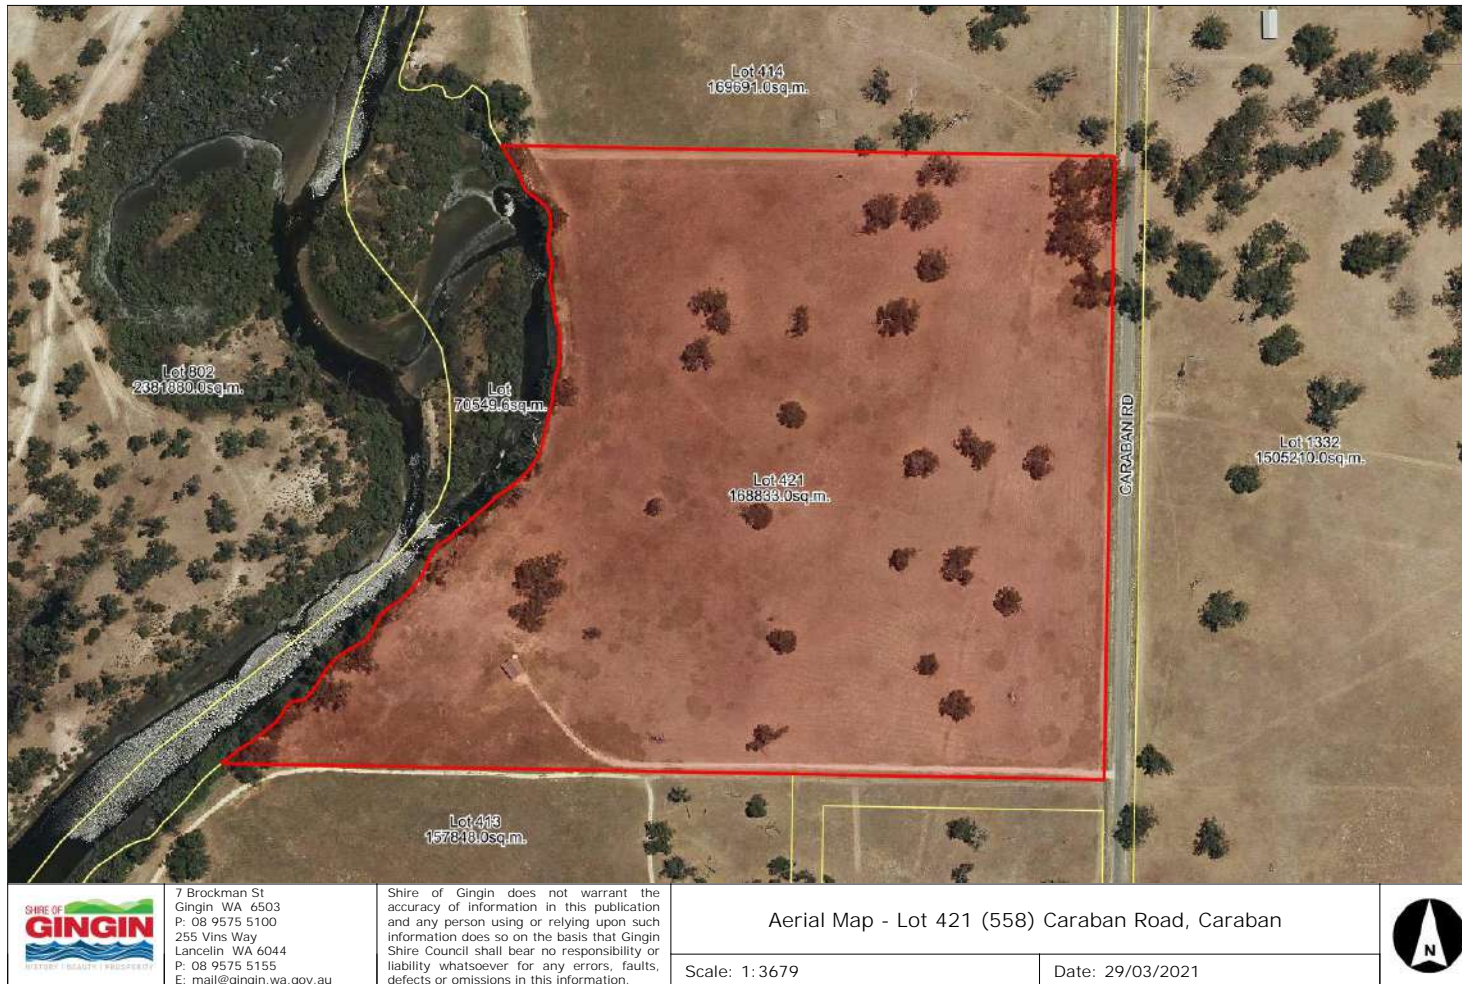 Lot 414
169691.0sq.m.
Lot 802
2381880.0sq.m.
Lot
70549.6sq.m.
CARABAN RD
Lot 1332
1505210.0sq.m.
Lot 421
168833.0sq.m.
Lot 413
157848.0sq.m.
SHIRE OF
GINGIN
HISTORY | BEAUTY | PROSPERITY
7 Brockman St
Gingin WA 6503
P: 08 9575 5100
255 Vins Way
Lancelin WA 6044
P: 08 9575 5155
E: mail@gingin.wa.gov.au
Shire of Gingin does not warrant the
accuracy of information in this publication
and any person using or relying upon such
information does so on the basis that Gingin
Shire Council shall bear no responsibility or
liability whatsoever for any errors, faults,
defects or omissions in this information.
Aerial Map - Lot 421 (558) Caraban Road, Caraban
Scale: 1:3679
Date: 29/03/2021
N